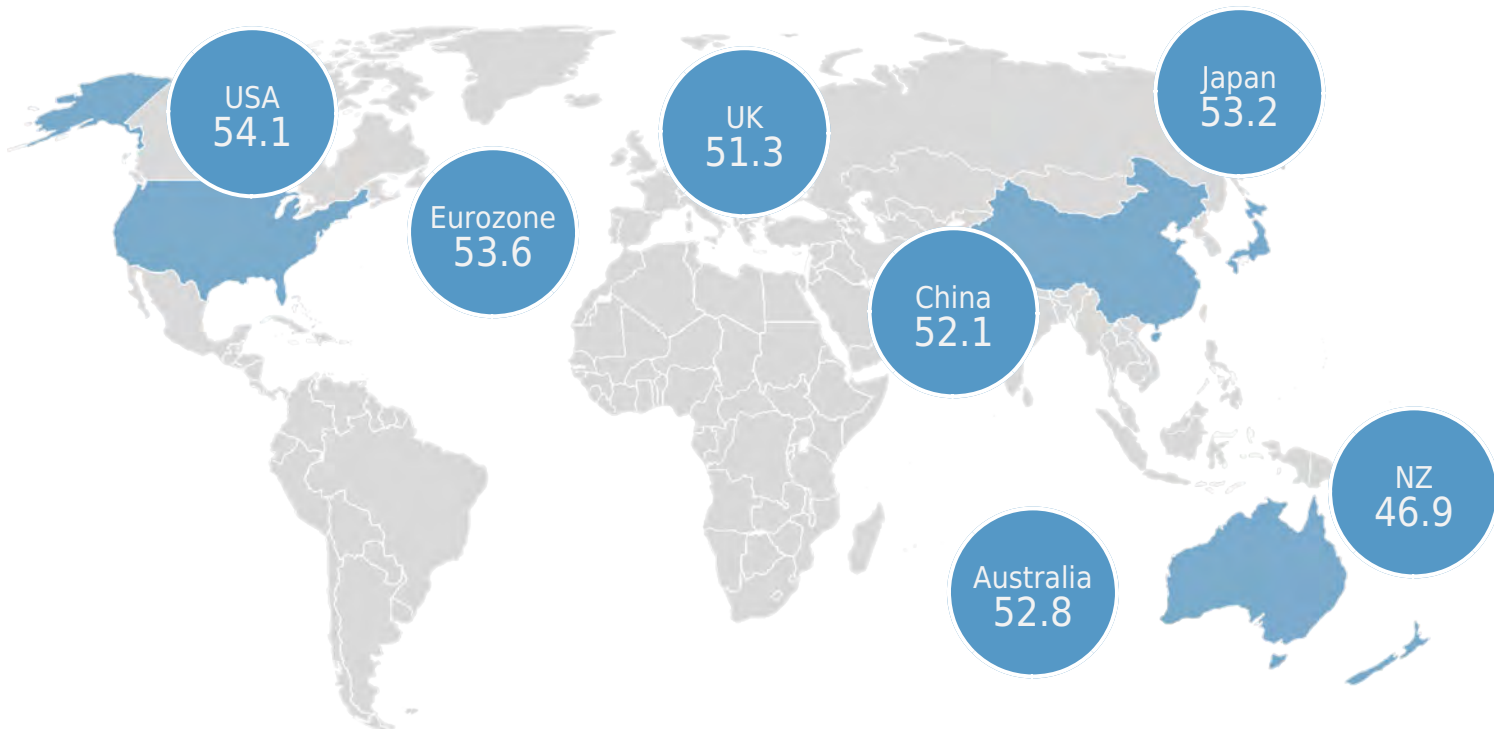 USA
54.1
UK
51.3
Japan
53.2
Eurozone
53.6
China
52.1
NZ
46.9
Australia
52.8